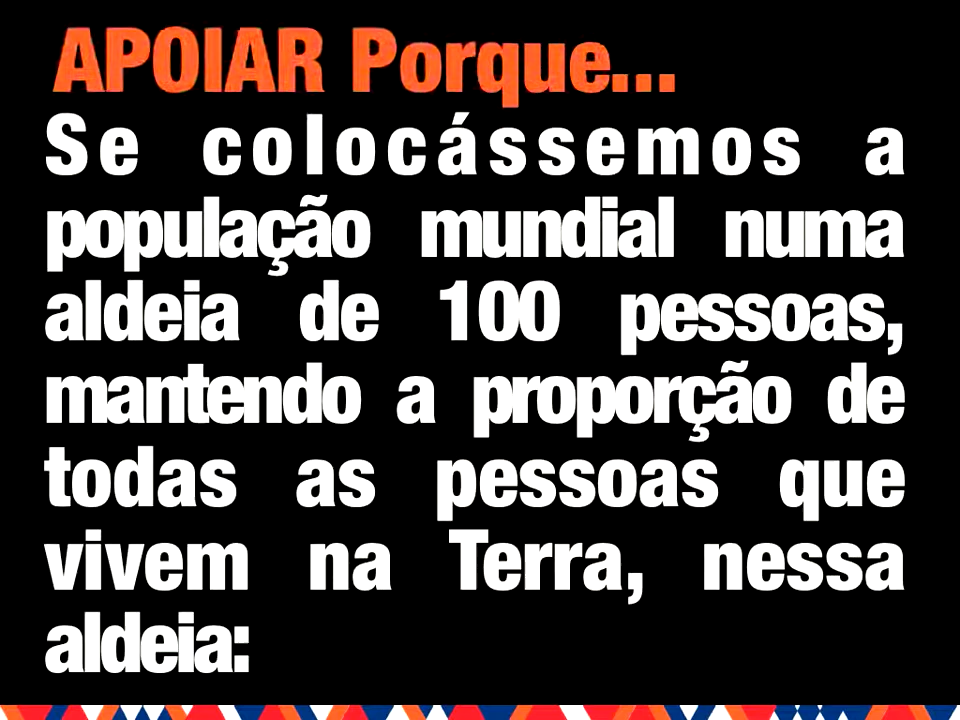 APOIAR Porque...
Se colocássemos a
população mundial numa
aldeia de 100 pessoas,
mantendo a proporção de
todas as pessoas que
vivem na Terra, nessa
aldeia: